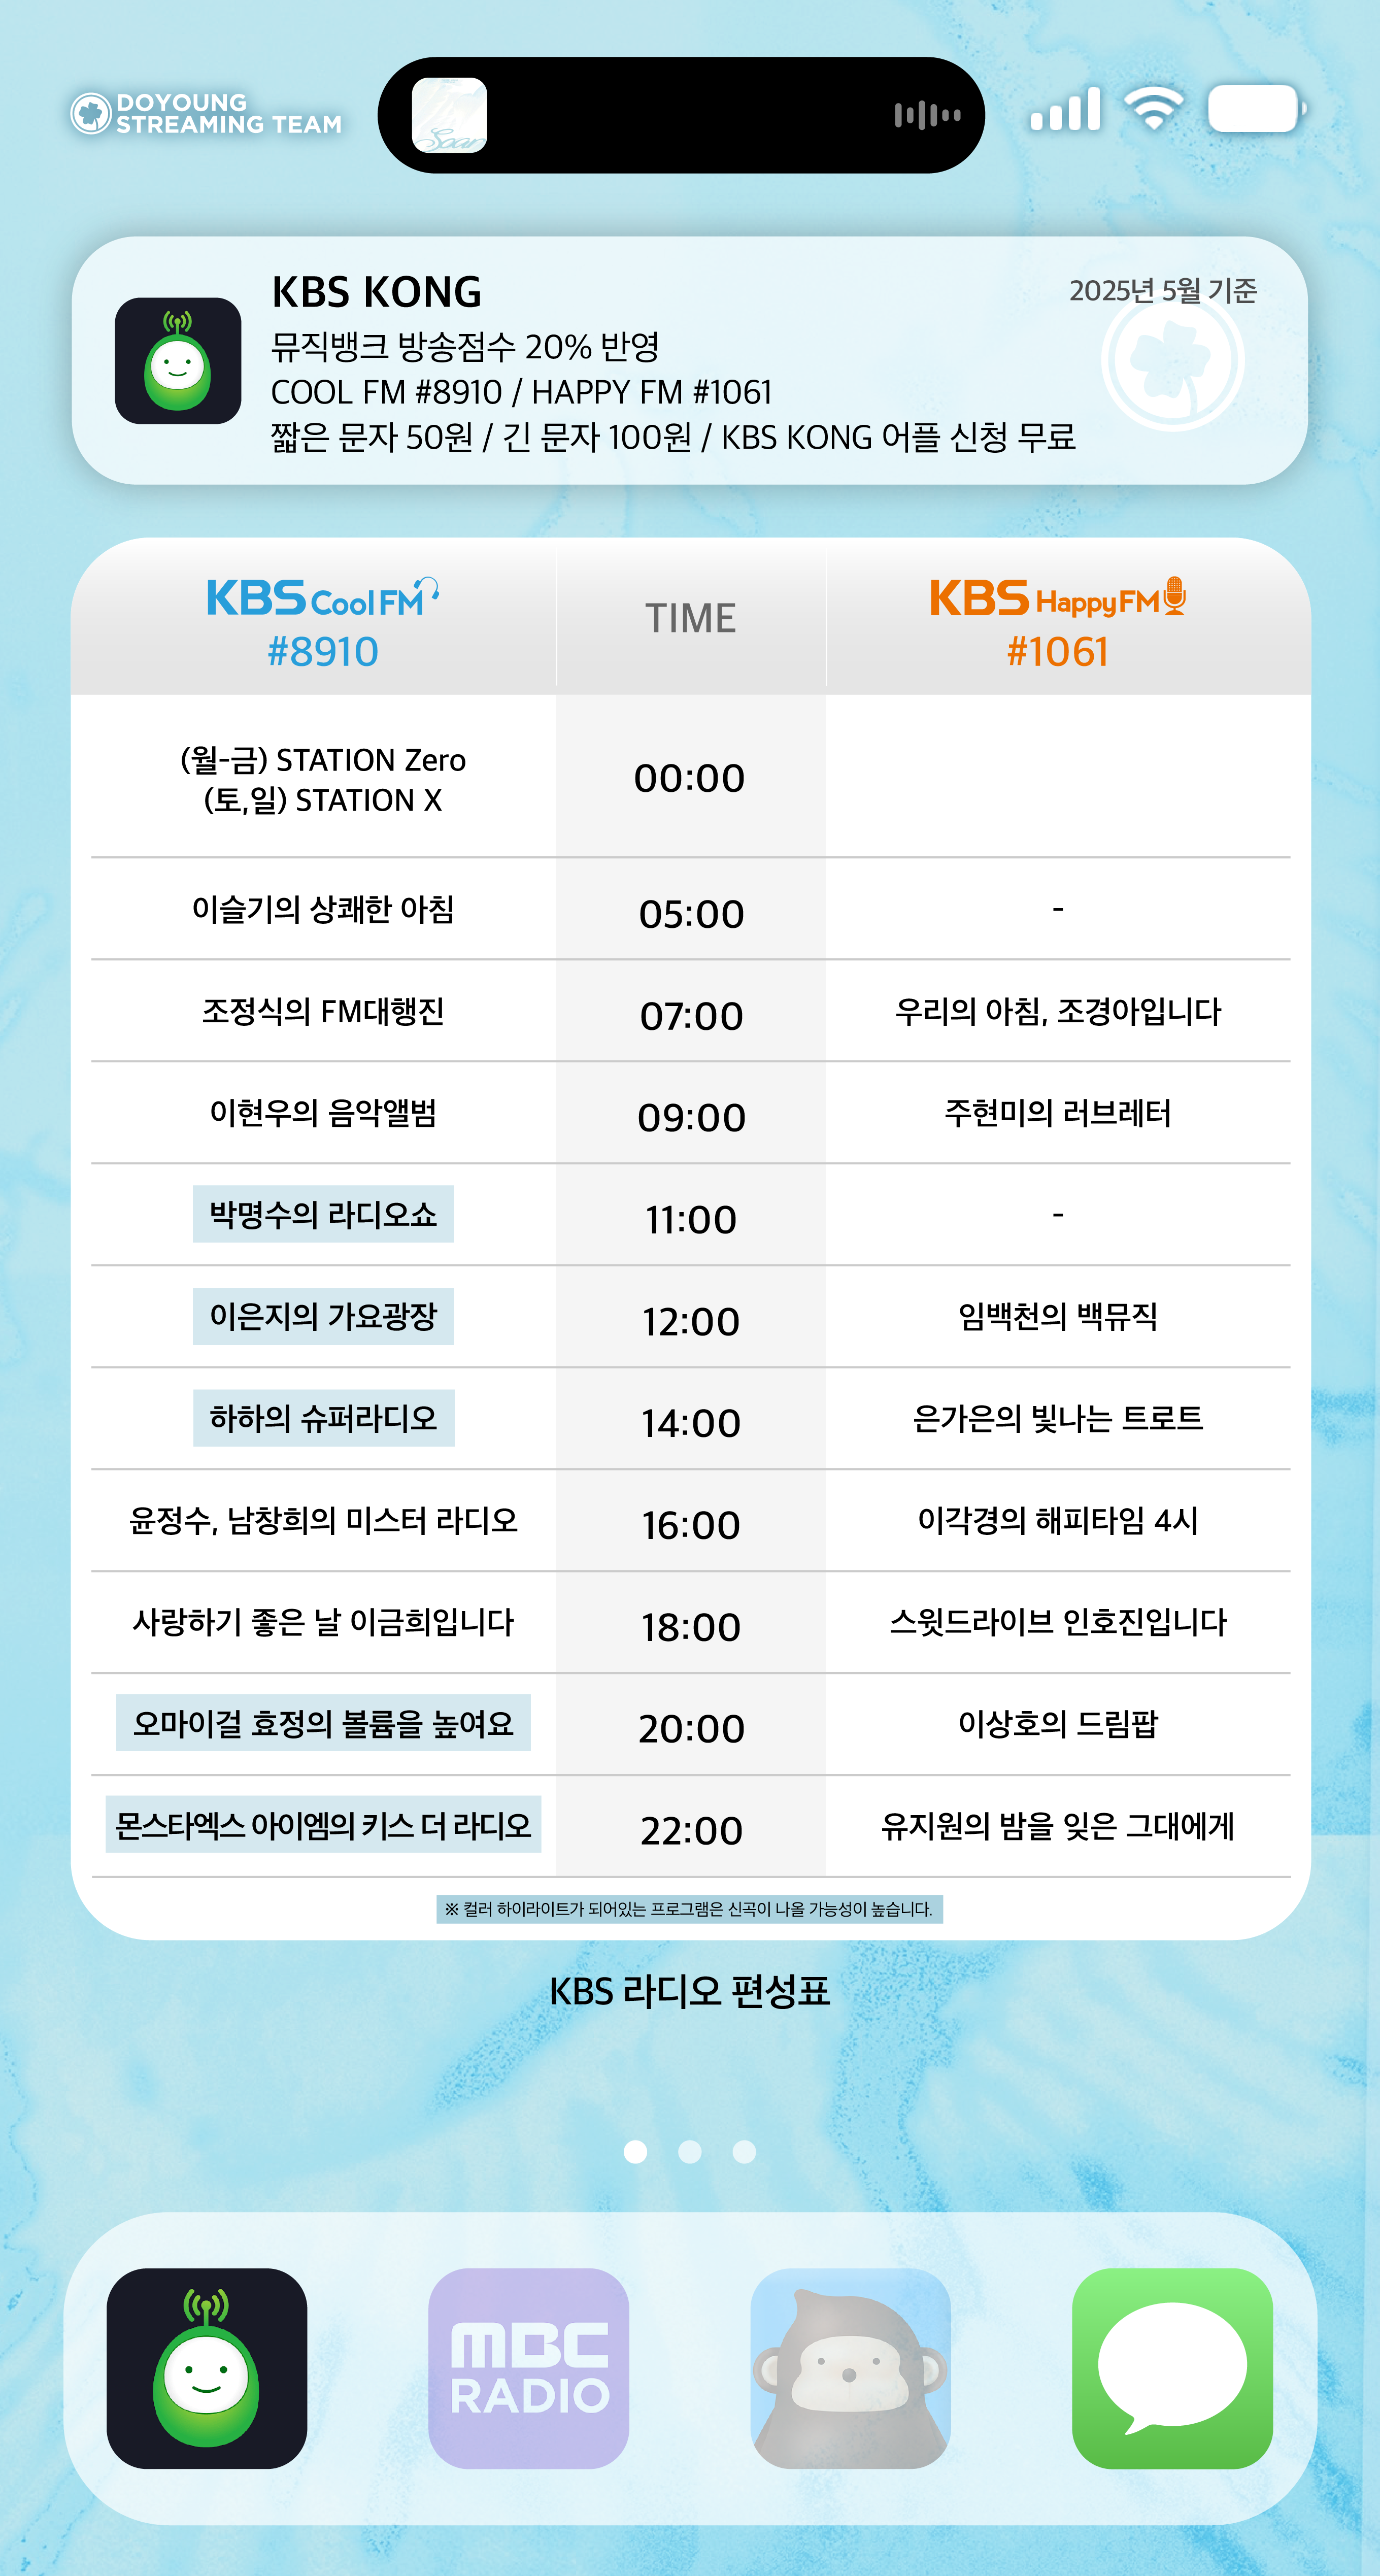 DOYOUNG
STREAMING TEAM
Soar
KBS KONG
2025년 5월 기준
뮤직뱅크 방송점수 20% 반영
COOL FM #8910 / HAPPY FM #1061
짧은 문자 50원 / 긴 문자 100원 / KBS KONG 어플 신청 무료
KBS Cool FM
#8910
TIME
KBS Happy FM
#1061
(월-금) STATION Zero
(토,일) STATION X
00:00
이슬기의 상쾌한 아침
05:00
-
조정식의 FM대행진
07:00
우리의 아침, 조경아입니다
이현우의 음악앨범
09:00
주현미의 러브레터
박명수의 라디오쇼
11:00
-
이은지의 가요광장
12:00
임백천의 백뮤직
하하의 슈퍼라디오
14:00
은가은의 빛나는 트로트
윤정수, 남창희의 미스터 라디오
16:00
이각경의 해피타임 4시
사랑하기 좋은 날 이금희입니다
18:00
스윗드라이브 인호진입니다
오마이걸 효정의 볼륨을 높여요
20:00
이상호의 드림팝
몬스타엑스 아이엠의 키스 더 라디오
22:00
유지원의 밤을 잊은 그대에게
※ 컬러 하이라이트가 되어있는 프로그램은 신곡이 나올 가능성이 높습니다.
KBS 라디오 편성표
MBC
RADIO